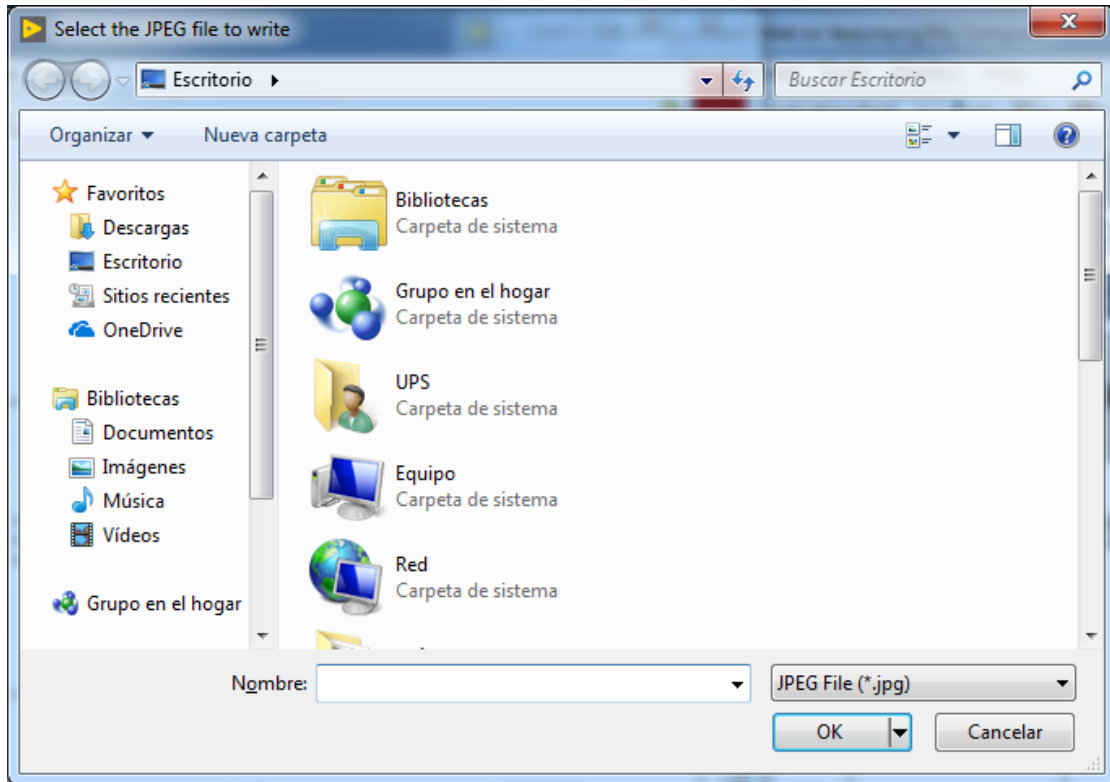 Select the JPEG file to write
Escritorio
Buscar Escritorio
Organizar
Nueva carpeta
Favoritos
Descargas
Escritorio
Sitios recientes
OneDrive
Bibliotecas
Documentos
Imágenes
Música
Vídeos
Grupo en el hogar
Bibliotecas
Carpeta de sistema
Grupo en el hogar
Carpeta de sistema
UPS
Carpeta de sistema
Equipo
Carpeta de sistema
Red
Carpeta de sistema
Nombre:
JPEG File (*.jpg)
OK
Cancelar